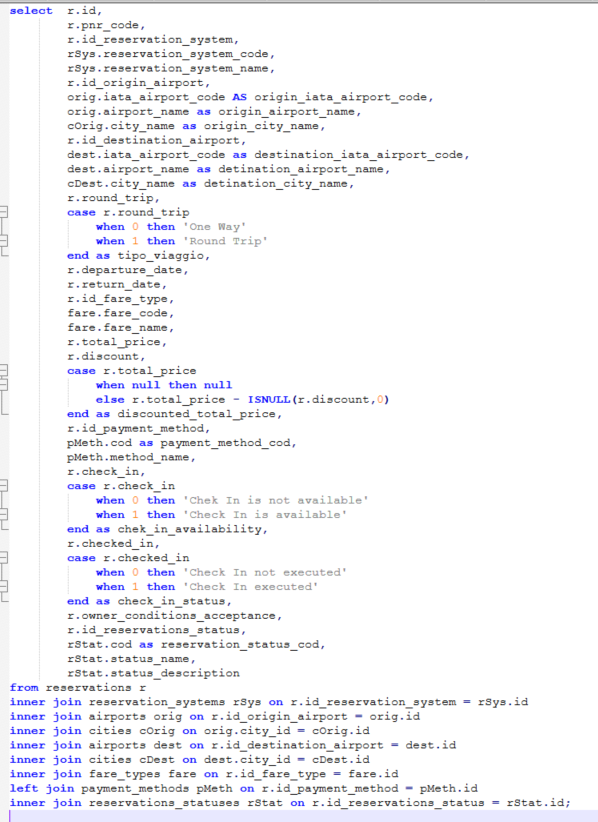 select  r.id,
        r.pnr_code,
        r.id_reservation_system,
        rSys.reservation_system_code,
        rSys.reservation_system_name,
        r.id_origin_airport,
        orig.iata_airport_code AS origin_iata_airport_code,
        orig.airport_name as origin_airport_name,
        cOrig.city_name as origin_city_name,
        r.id_destination_airport,
        dest.iata_airport_code as destination_iata_airport_code,
        dest.airport_name as detination_airport_name,
        cDest.city_name as detination_city_name,
        r.round_trip,
        case r.round_trip
            when 0 then 'One Way'
            when 1 then 'Round Trip'
        end as tipo_viaggio,
        r.departure_date,
        r.return_date,
        r.id_fare_type,
        fare.fare_code,
        fare.fare_name,
        r.total_price,
        r.discount,
        case r.total_price
            when null then null
            else r.total_price - ISNULL(r.discount,0)
        end as discounted_total_price,
        r.id_payment_method,
        pMeth.cod as payment_method_cod,
        pMeth.method_name,
        r.check_in,
        case r.check_in
            when 0 then 'Chek In is not available'
            when 1 then 'Check In is available'
        end as chek_in_availability,
        r.checked_in,
        case r.checked_in
            when 0 then 'Check In not executed'
            when 1 then 'Check In executed'
        end as check_in_status,
        r.owner_conditions_acceptance,
        r.id_reservations_status,
        rStat.cod as reservation_status_cod,
        rStat.status_name,
        rStat.status_description
from reservations r
inner join reservation_systems rSys on r.id_reservation_system = rSys.id
inner join airports orig on r.id_origin_airport = orig.id
inner join cities cOrig on orig.city_id = cOrig.id
inner join airports dest on r.id_destination_airport = dest.id
inner join cities cDest on dest.city_id = cDest.id
inner join fare_types fare on r.id_fare_type = fare.id
left join payment_methods pMeth on r.id_payment_method = pMeth.id
inner join reservations_statuses rStat on r.id_reservations_status = rStat.id;